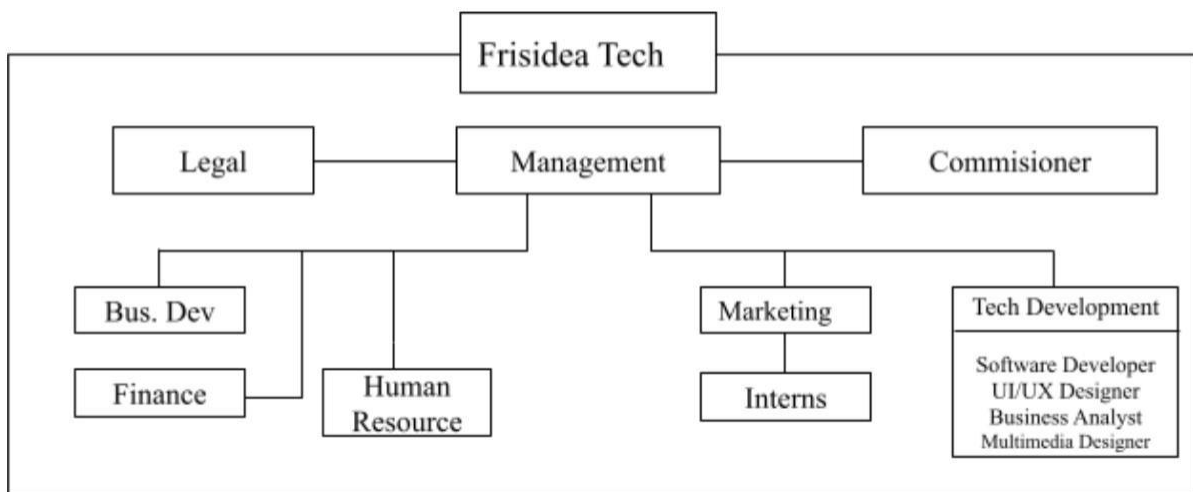 Frisidea Tech
Legal
Management
Commisioner
Bus. Dev
Marketing
Tech Development
Finance
Human
Resource
Interns
Software Developer
UI/UX Designer
Business Analyst
Multimedia Designer